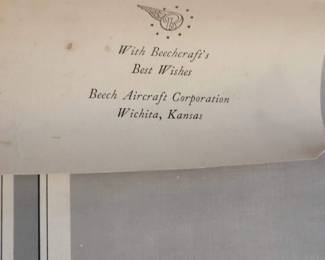 With Beechcraft's
Best Wishes
Beech Aircraft Corporation
Wichita, Kansas